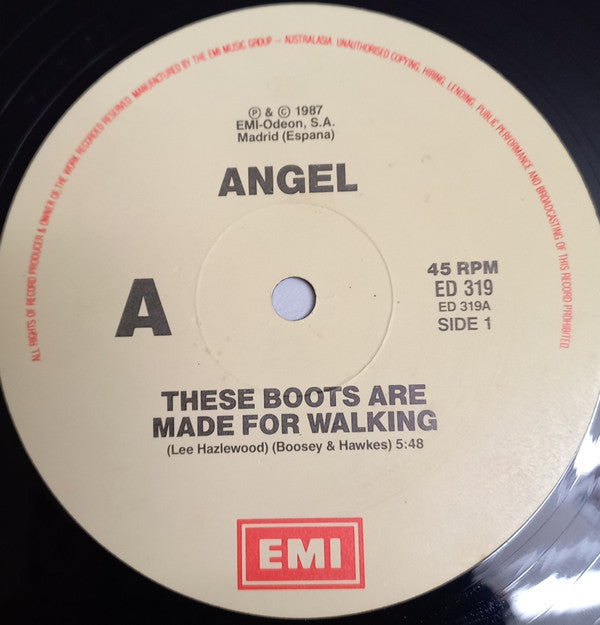 ALL RIGHTS OF RECORD PRODUCER & OWNER OF THE WORK RECORDED RESERVED. MANUFACTURED BY THE EMI MUSIC GROUP — AUSTRALASIA. UNAUTHORISED COPYING, HIRING, LENDING, PUBLIC PERFORMANCE AND BROADCASTING OF THIS RECORD PROHIBITED
℗ & © 1987
EMI-Odeon, S.A.
Madrid (Espana)
ANGEL
A
45 RPM
ED 319
ED 319A
SIDE 1
THESE BOOTS ARE
MADE FOR WALKING
(Lee Hazlewood) (Boosey & Hawkes) 5:48
EMI